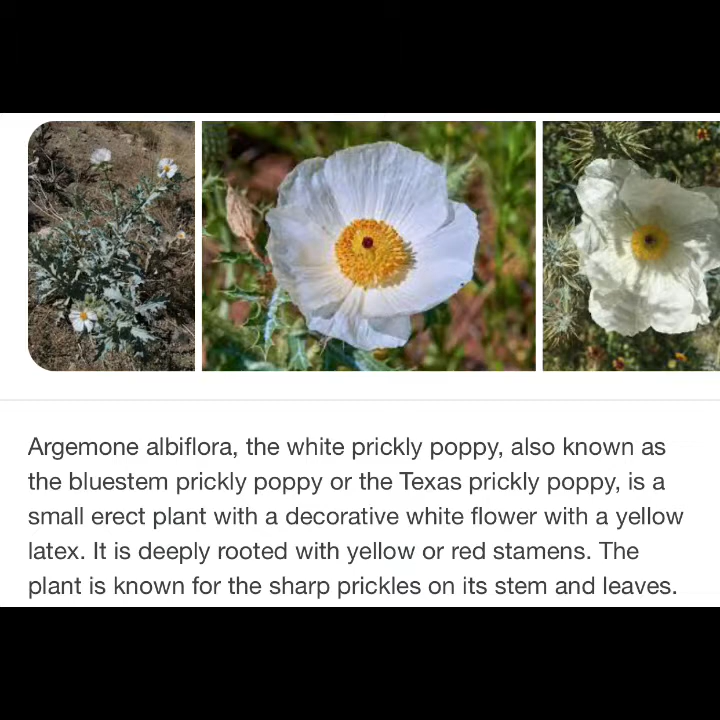 Argemone albiflora, the white prickly poppy, also known as
the bluestem prickly poppy or the Texas prickly poppy, is a
small erect plant with a decorative white flower with a yellow
latex. It is deeply rooted with yellow or red stamens. The
plant is known for the sharp prickles on its stem and leaves.